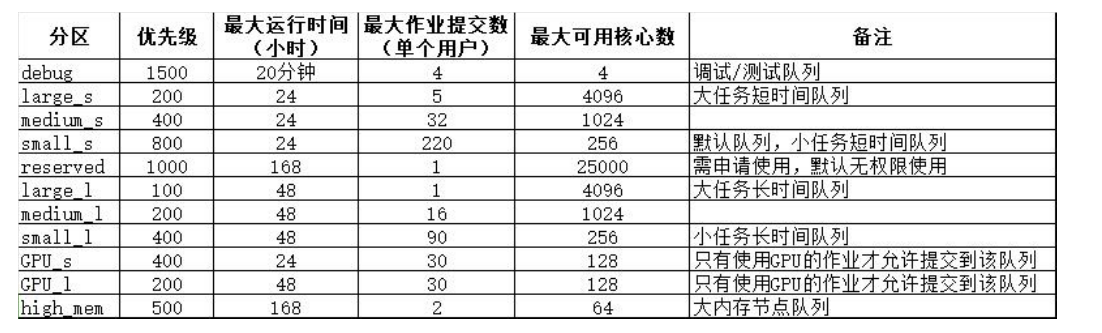 分区 优先级 最大运行时间（小时） 最大作业提交数（单个用户） 最大可用核心数 备注
debug 1500 20分钟 4 4 调试/测试队列
large_s 200 24 5 4096 大任务短时间队列
medium_s 400 24 32 1024
small_s 800 24 220 256 默认队列，小任务短时间队列
reserved 1000 168 1 25000 需申请使用，默认无权限使用
large_l 100 48 1 4096 大任务长时间队列
medium_l 200 48 16 1024
small_l 400 48 90 256 小任务长时间队列
GPU_s 400 24 30 128 只有使用GPU的作业才允许提交到该队列
GPU_l 200 48 30 128 只有使用GPU的作业才允许提交到该队列
high_mem 500 168 2 64 大内存节点队列